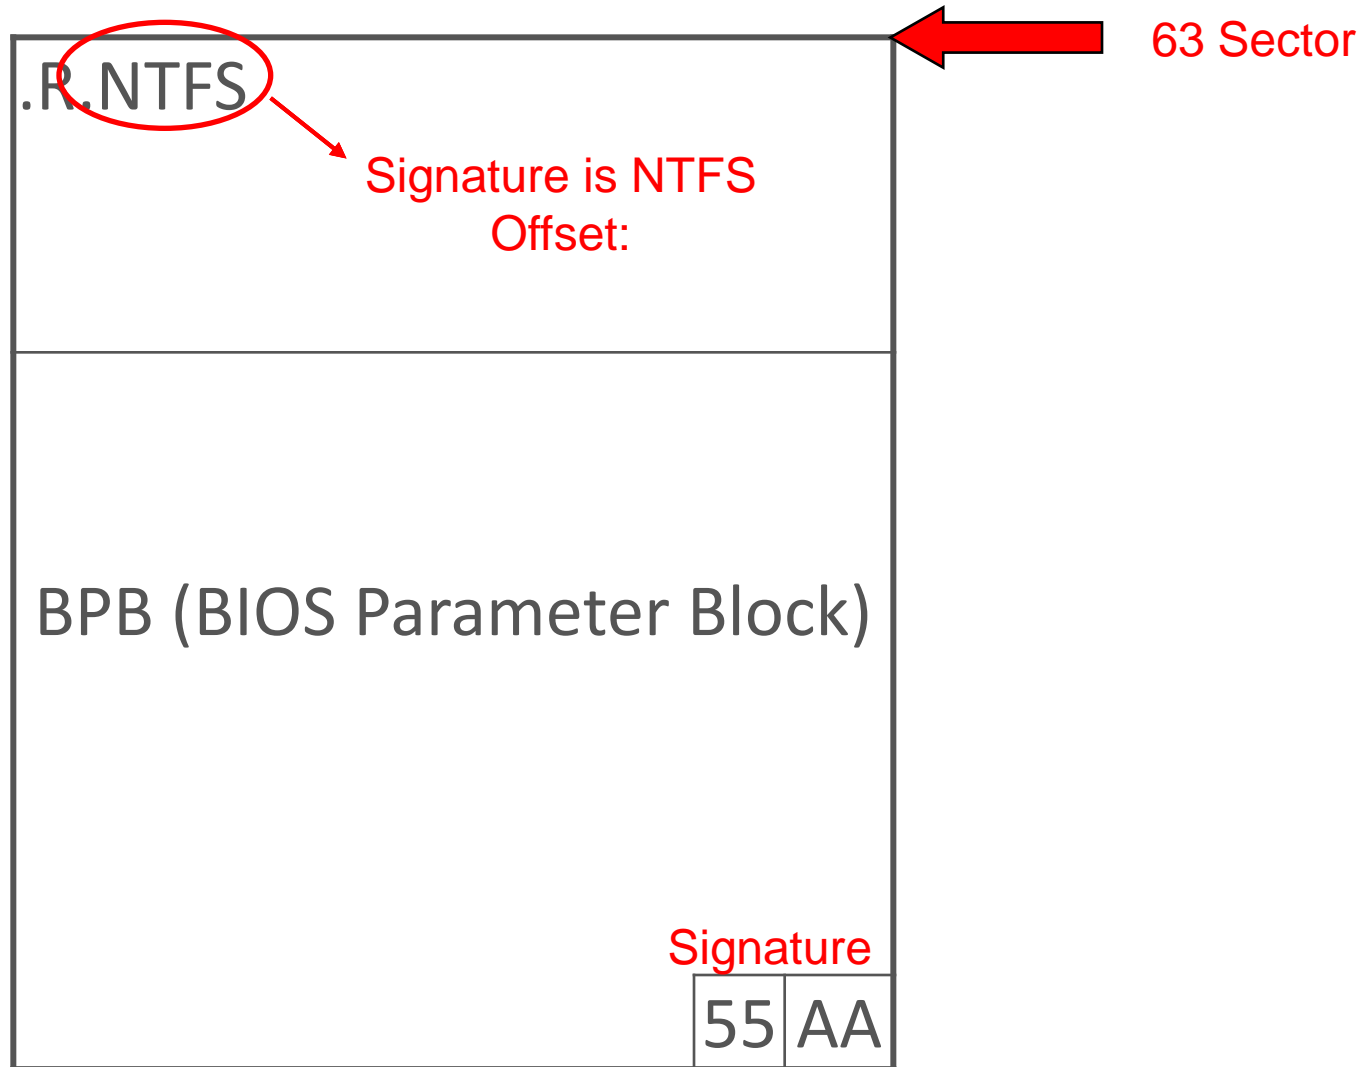 63 Sector
.R.NTFS
Signature is NTFS
Offset:
BPB (BIOS Parameter Block)
Signature
55 AA